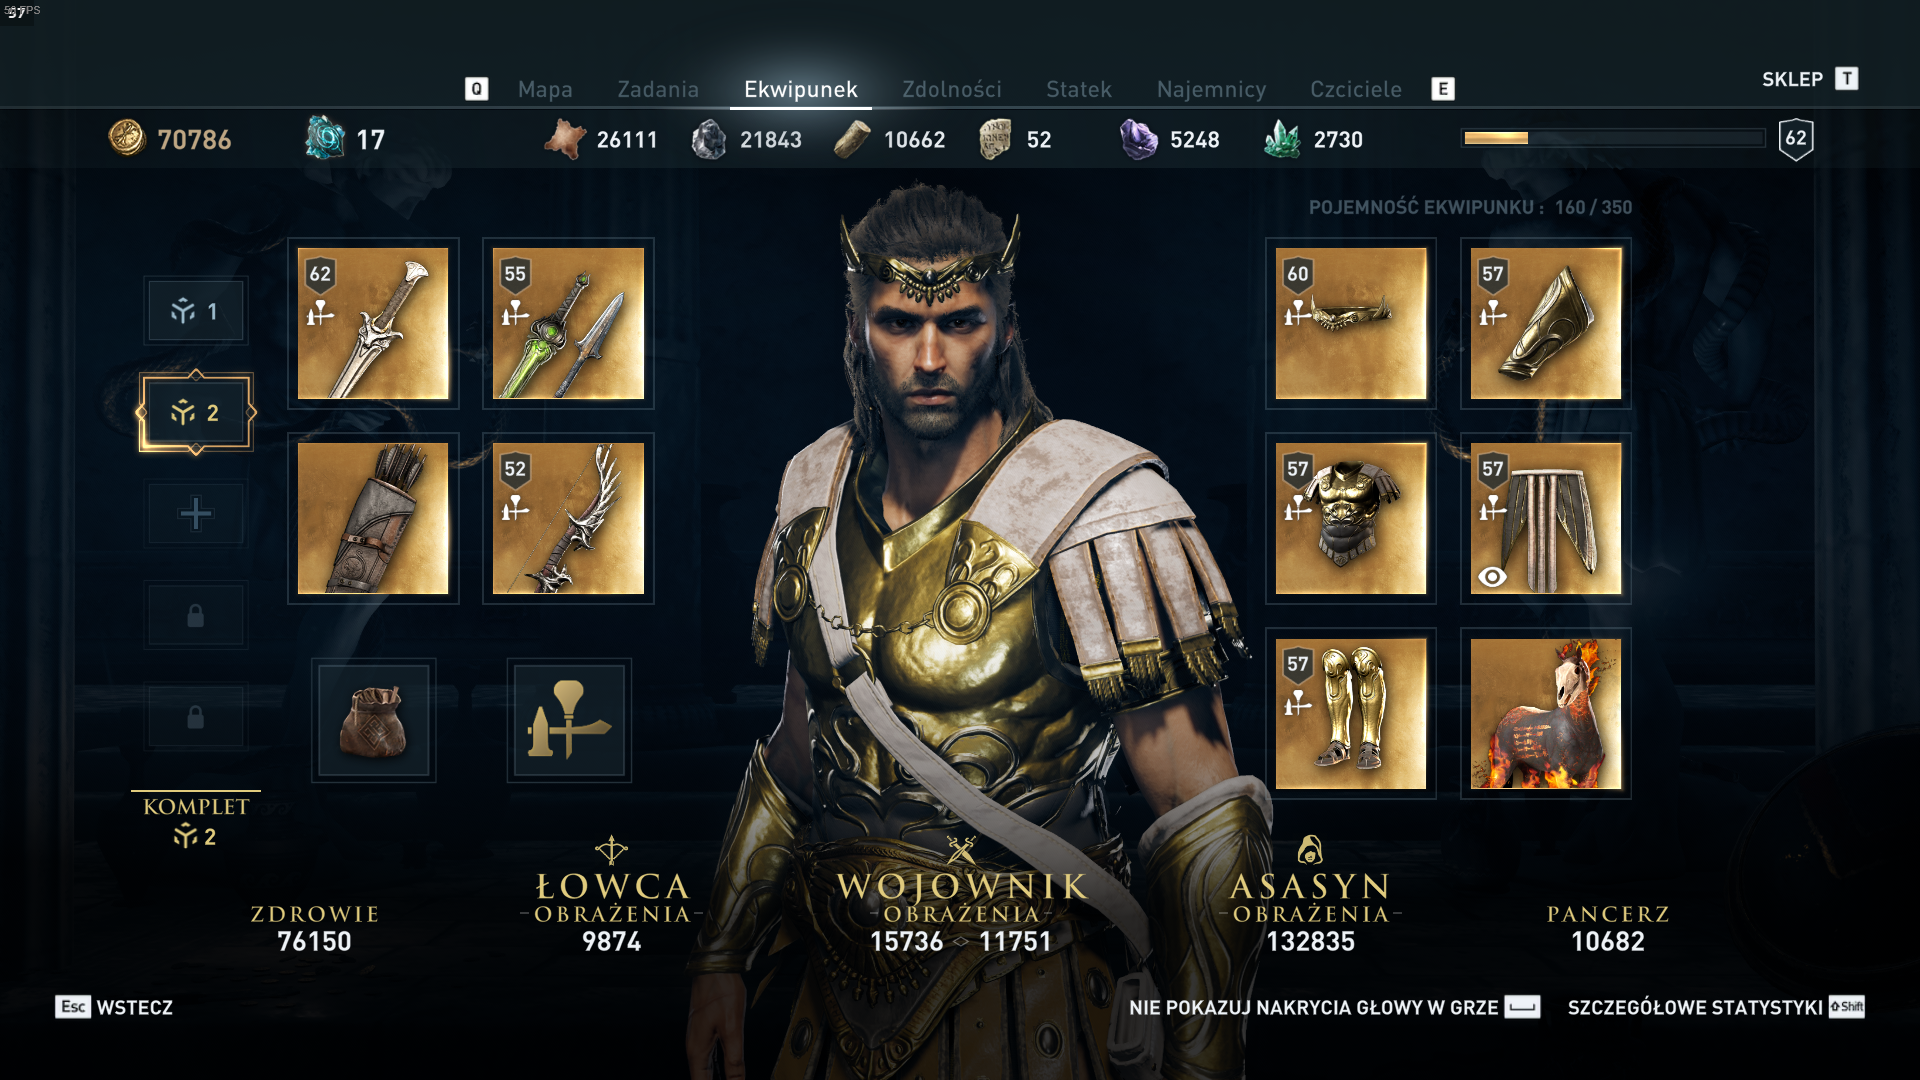 57
Q Mapa Zadania Ekwipunek Zdolności Statek Najemnicy Czciciele E
SKLEP T
70786 17 26111 21843 10662 52 5248 2730 62
POJEMNOŚĆ EKWIPUNKU : 160 / 350
62 55 60 57
1
2
52 57 57
57
KOMPLET
2
ŁOWCA WOJOWNIK ASASYN
ZDROWIE -OBRAŻENIA- -OBRAŻENIA- -OBRAŻENIA- PANCERZ
76150 9874 15736 11751 132835 10682
Esc WSTECZ NIE POKAZUJ NAKRYCIA GŁOWY W GRZE SZCZEGÓŁOWE STATYSTYKI Shift